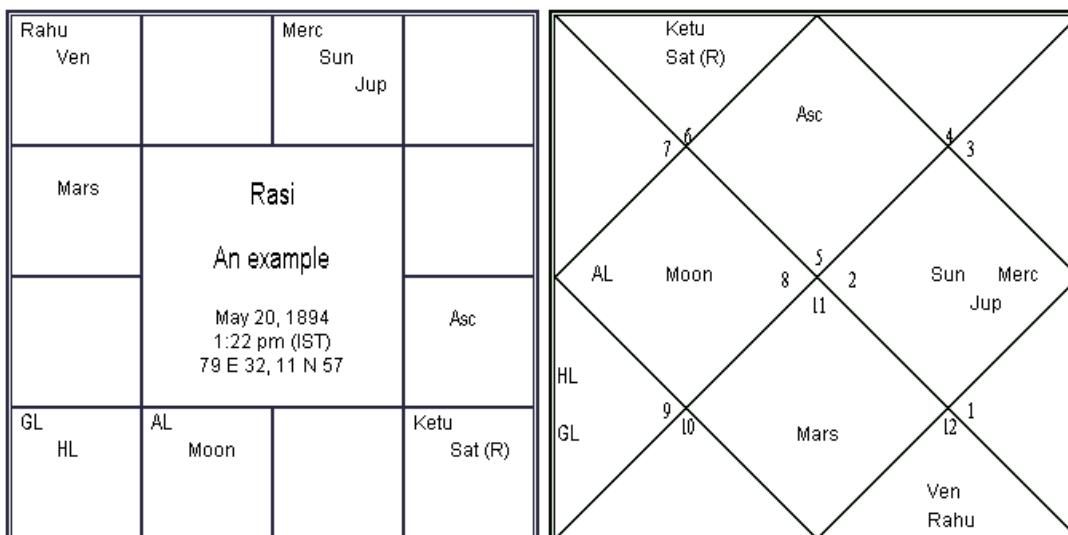 Rahu
Ven
Merc
Sun
Jup
Mars
Rasi
An example
May 20, 1894
1:22 pm (IST)
79 E 32, 11 N 57
Asc
GL
HL
AL
Moon
Ketu
Sat (R)
Ketu
Sat (R)
Asc
6
7
4
3
AL Moon
5
8 2
11
Sun Merc
Jup
HL
GL
9
10
Mars
1
12
Ven
Rahu